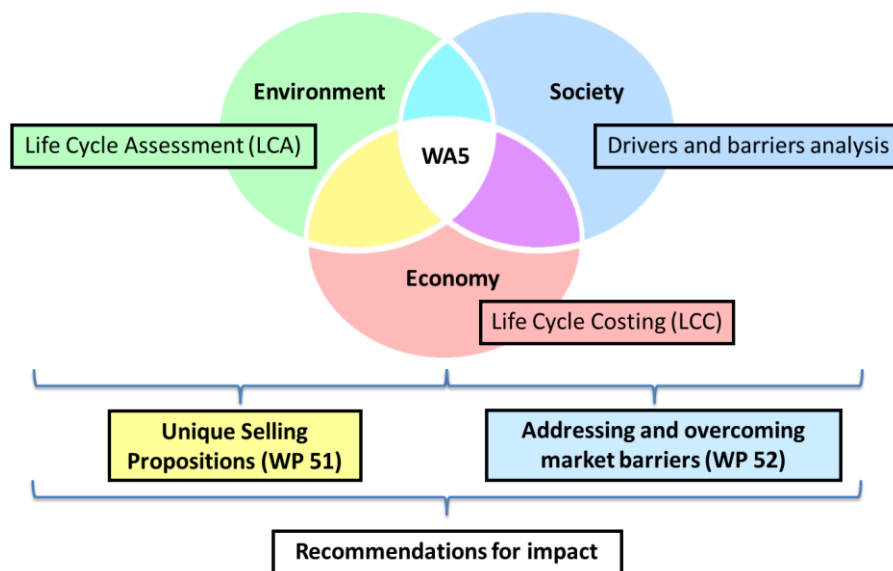 Environment
Society
Life Cycle Assessment (LCA)
WA5
Drivers and barriers analysis
Economy
Life Cycle Costing (LCC)
Unique Selling
Propositions (WP 51)
Addressing and overcoming
market barriers (WP 52)
Recommendations for impact